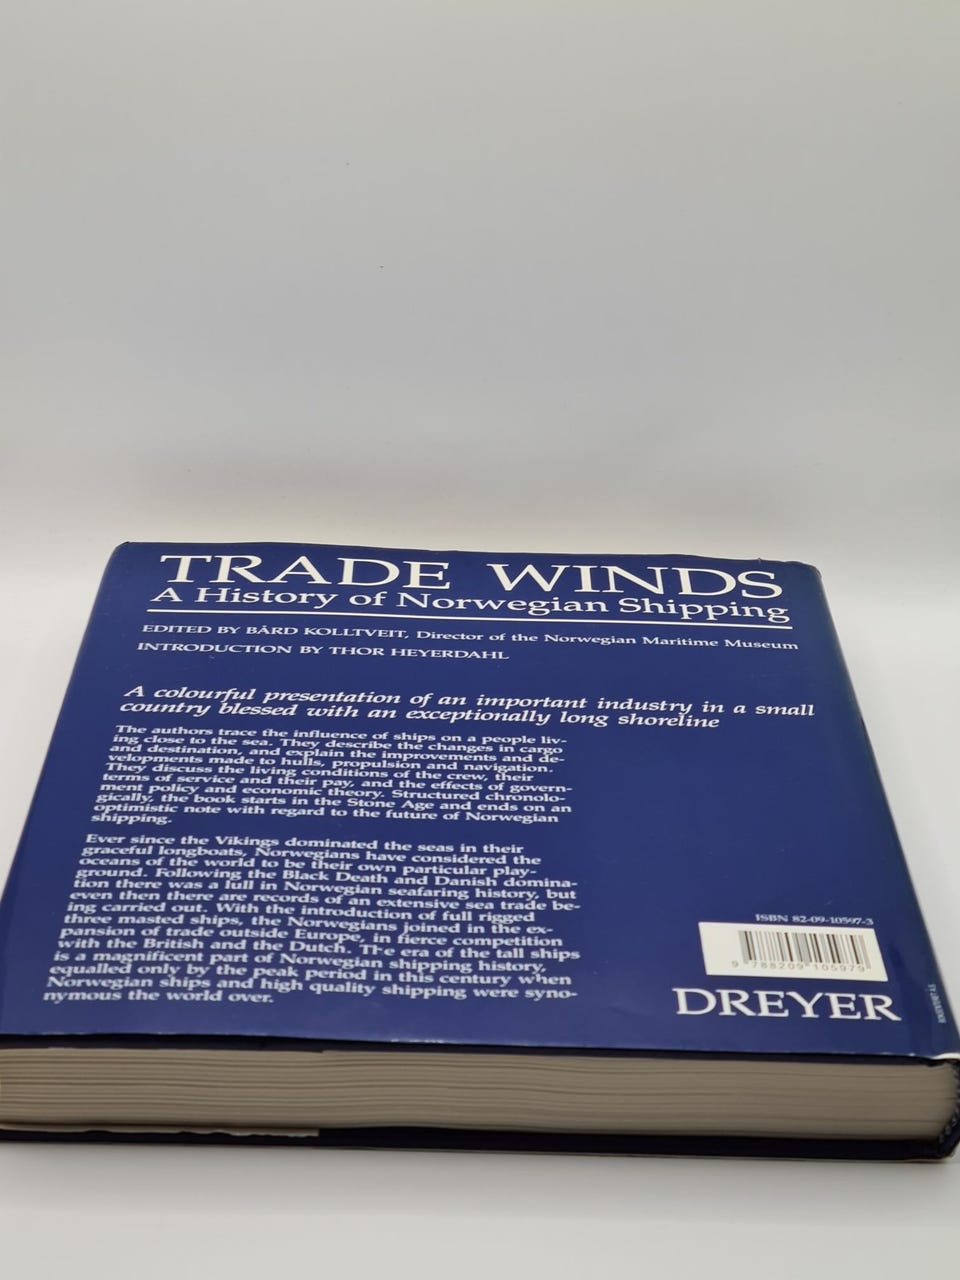 TRADE WINDS
A History of Norwegian Shipping
EDITED BY BÅRD KOLLTVEIT, Director of the Norwegian Maritime Museum
INTRODUCTION BY THOR HEYERDAHL
A colourful presentation of an important industry in a small
country blessed with an exceptionally long shoreline
The authors trace the influence of ships on a people liv-
ing close to the sea. They describe the changes in cargo
and destination, and explain the improvements and de-
velopments made to hulls, propulsion and navigation.
They discuss the living conditions of the crew, their
terms of service and their pay, and the effects of govern-
ment policy and economic theory. Structured chronolo-
gically, the book starts in the Stone Age and ends on an
optimistic note with regard to the future of Norwegian
shipping.
Ever since the Vikings dominated the seas in their
graceful longboats, Norwegians have considered the
oceans of the world to be their own particular play-
ground. Following the Black Death and Danish domina-
tion there was a lull in Norwegian seafaring history, but
even then there are records of an extensive sea trade be-
ing carried out. With the introduction of full rigged
three masted ships, the Norwegians joined in the ex-
pansion of trade outside Europe, in fierce competition
with the British and the Dutch. The era of the tall ships
is a magnificent part of Norwegian shipping history,
equalled only by the peak period in this century when
Norwegian ships and high quality shipping were syno-
nymous the world over.
ISBN 82-09-10597-3
9 788209 105979
DREYER